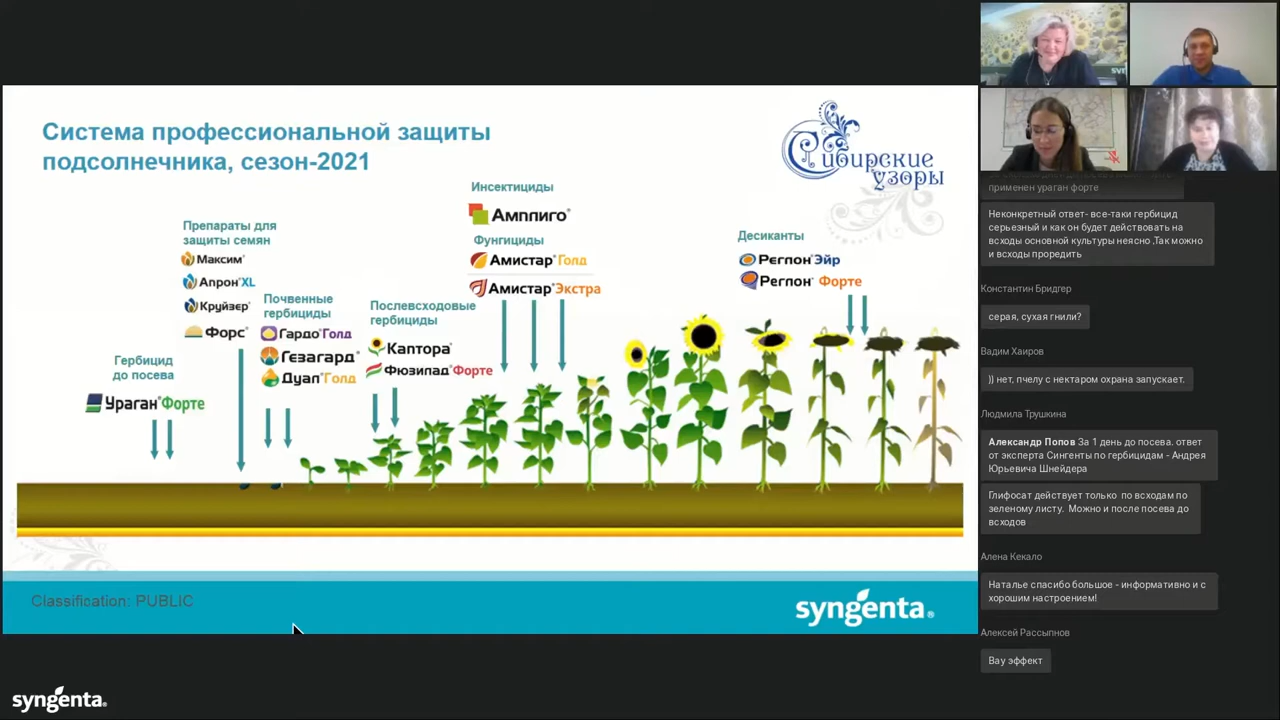 Система профессиональной защиты
подсолнечника, сезон-2021
Сибирские
узоры
Инсектициды
Амплиго®
Фунгициды
Амистар®Голд
Амистар®Экстра
Препараты для
защиты семян
Максим®
Апрон®XL
Круйзер®
Форс®
Почвенные
гербициды
Гардо®Голд
Гезагард®
Дуал®Голд
Послевсходовые
гербициды
Каптора®
Фюзилад®Форте
Гербицид
до посева
Ураган®Форте
Десиканты
Реглон®Эйр
Реглон® Форте
Classification: PUBLIC
syngenta®
syngenta®
применен ураган форте
Неконкретный ответ- все-таки гербицид
серьезный и как он будет действовать на
всходы основной культуры неясно ,Так можно
и всходы проредить
Константин Бридгер
серая, сухая гнили?
Вадим Хаиров
)) нет, пчелу с нектаром охрана запускает.
Людмила Трушкина
Александр Попов За 1 день до посева. ответ
от эксперта Сингенты по гербицидам - Андрея
Юрьевича Шнейдера
Глифосат действует только по всходам по
зеленому листу. Можно и после посева до
всходов
Алена Кекало
Наталье спасибо большое - информативно и с
хорошим настроением!
Алексей Рассыпнов
Вау эффект